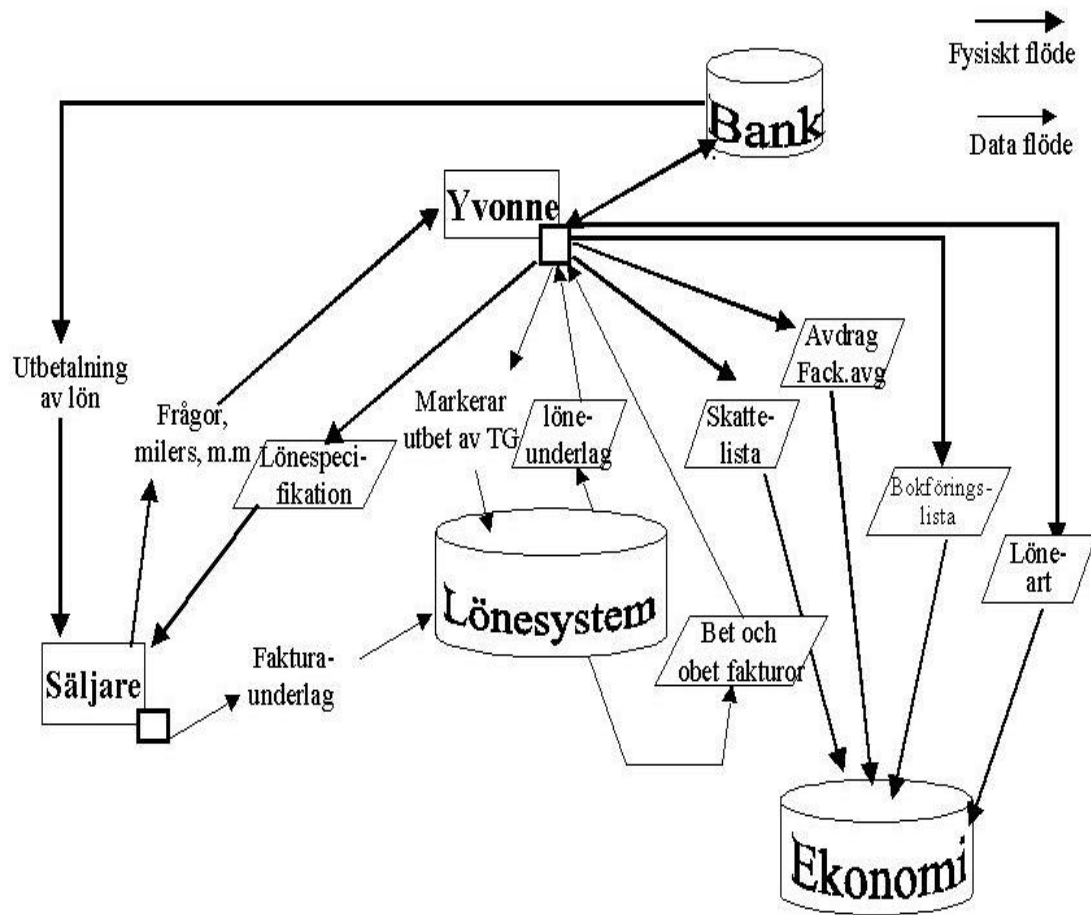 Fysiskt flöde
Data flöde
Bank
Yvonne
Utbetalning
av lön
Frågor,
milers, m.m
Lönespeci-
fikation
Markerar
utbet av TG
löne-
underlag
Skatte-
lista
Avdrag
Fack.avg
Bokförings-
lista
Löne-
art
Lönesystem
Bet och
obet fakturor
Säljare
Faktura-
underlag
Ekonomi